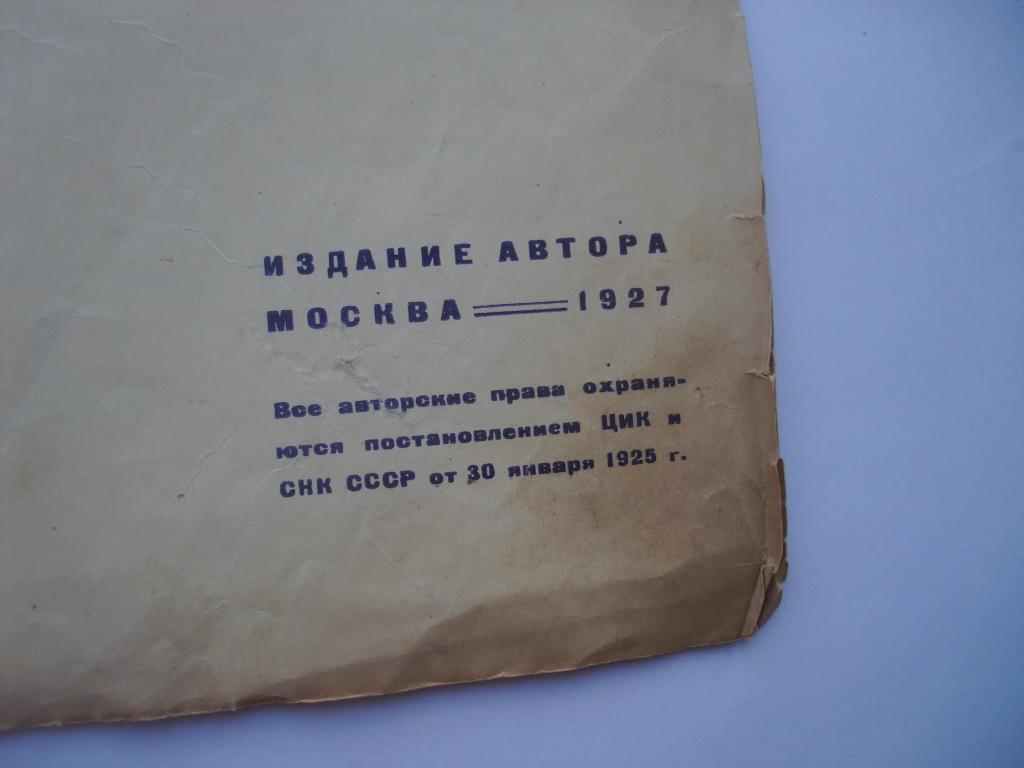 ИЗДАНИЕ АВТОРА
МОСКВА ═══ 1927
Все авторские права охраня-
ются постановлением ЦИК и
СНК СССР от 30 января 1925 г.